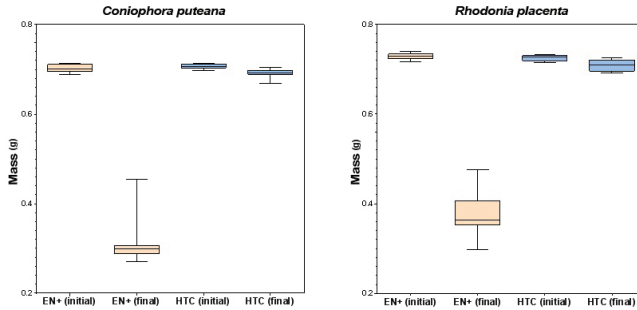 Coniophora puteana
0.8
0.6
0.4
0.2
Mass (g)
EN+ (initial) EN+ (final) HTC (initial) HTC (final)
Rhodonia placenta
0.8
0.6
0.4
0.2
Mass (g)
EN+ (initial) EN+ (final) HTC (initial) HTC (final)